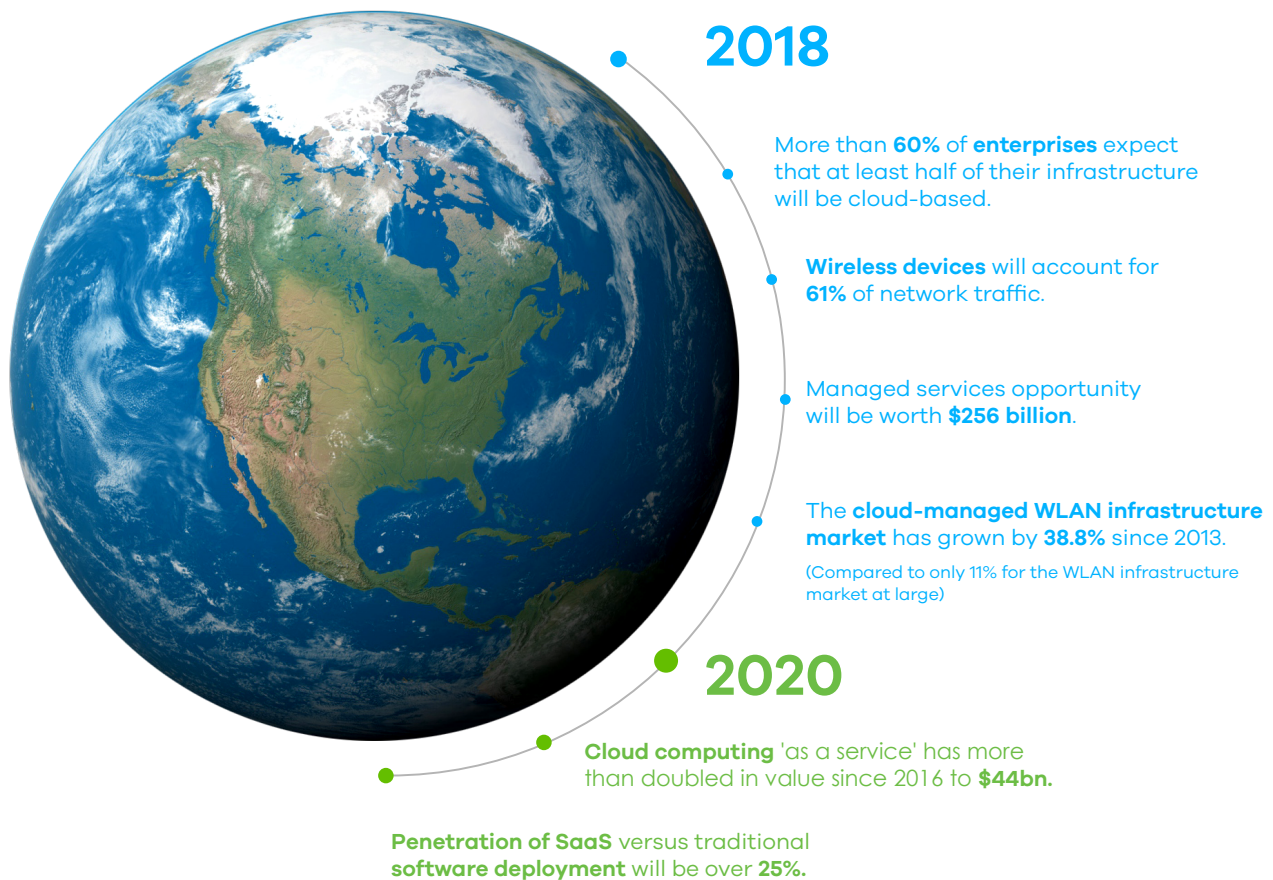 2018
More than 60% of enterprises expect
that at least half of their infrastructure
will be cloud-based.
Wireless devices will account for
61% of network traffic.
Managed services opportunity
will be worth $256 billion.
The cloud-managed WLAN infrastructure
market has grown by 38.8% since 2013.
(Compared to only 11% for the WLAN infrastructure
market at large)
2020
Cloud computing 'as a service' has more
than doubled in value since 2016 to $44bn.
Penetration of SaaS versus traditional
software deployment will be over 25%.